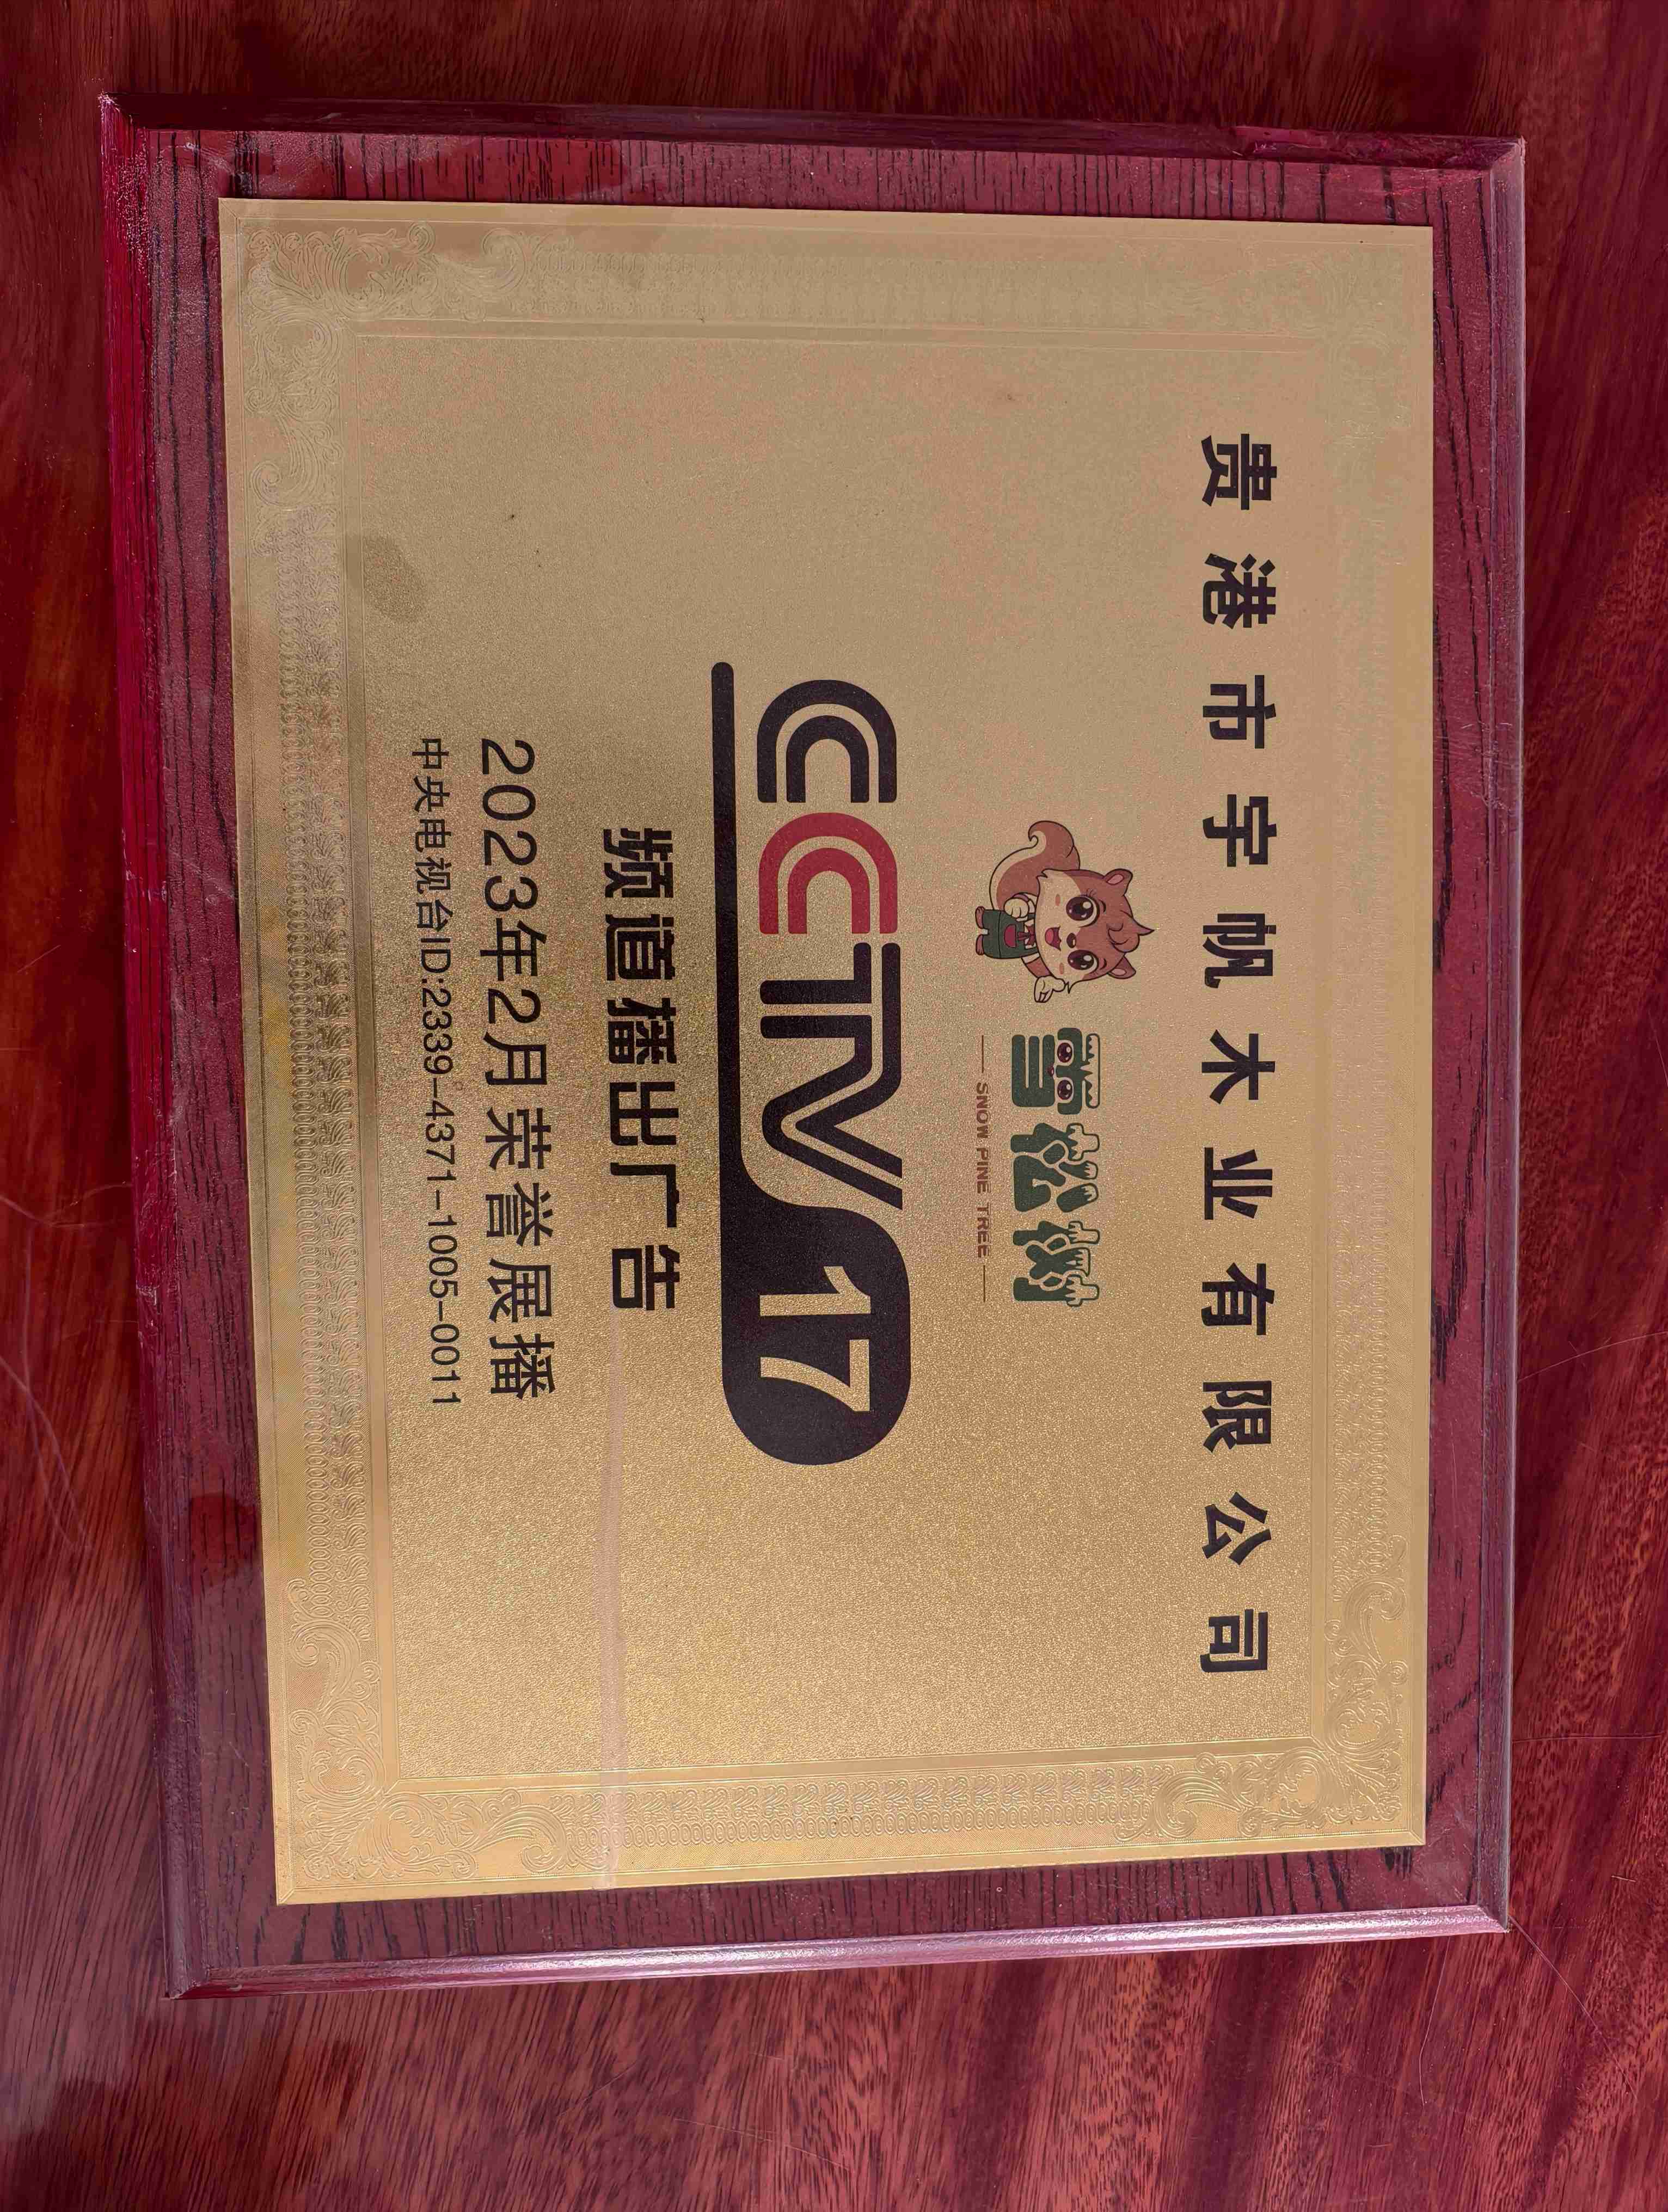 贵港市宇帆木业有限公司
雪松树
SNOW PINE TREE
CCTV 17
频道播出广告
2023年2月荣誉展播
中央电视台ID:2339-4371-1005-0011